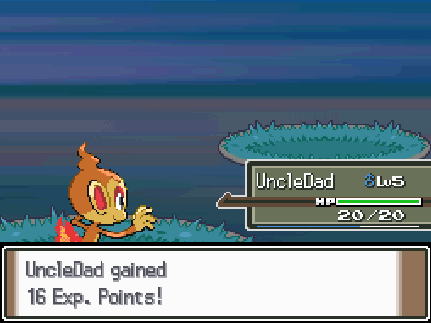 UncleDad ♂Lv5
HP
20/20
UncleDad gained
16 Exp. Points!